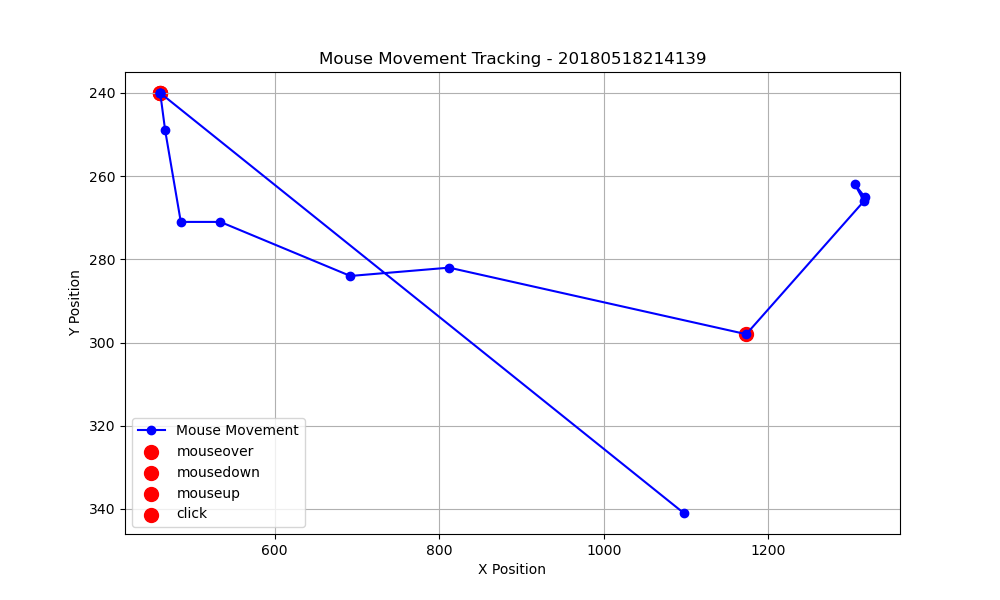 Mouse Movement Tracking - 20180518214139
240
260
280
300
320
340
Y Position
Mouse Movement
mouseover
mousedown
mouseup
click
600
800
1000
1200
X Position